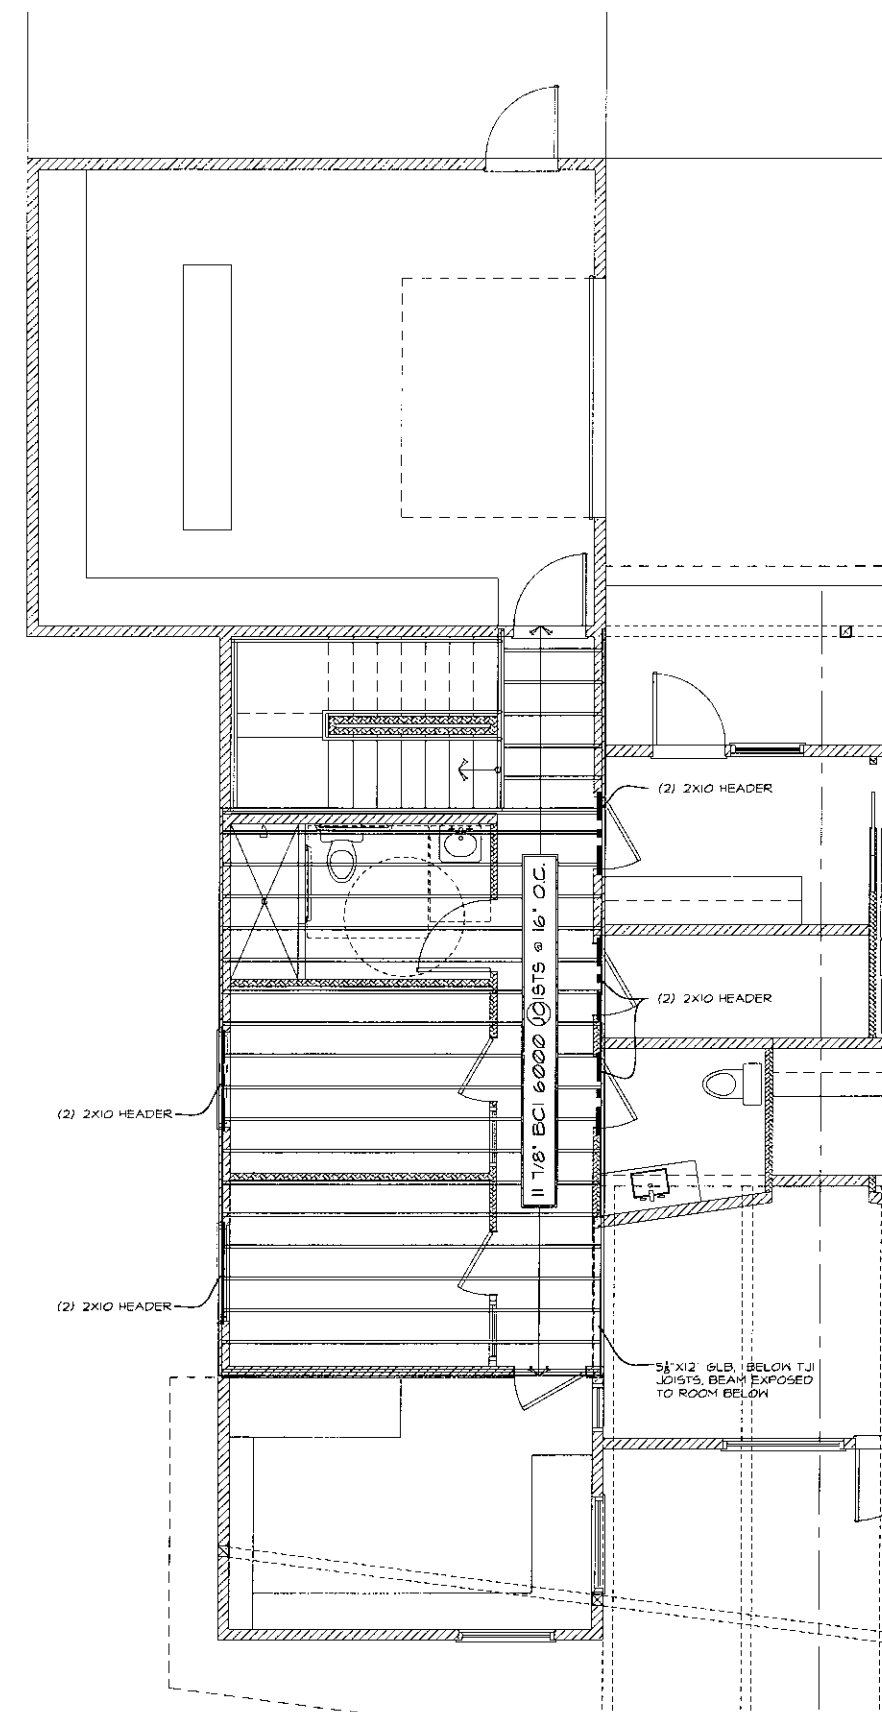 (2) 2X10 HEADER
11 7/8" BCI 6000 JOISTS @ 16" O.C.
(2) 2X10 HEADER
(2) 2X10 HEADER
(2) 2X10 HEADER
5⅛"X12" GLB, BELOW TJI
JOISTS, BEAM EXPOSED
TO ROOM BELOW